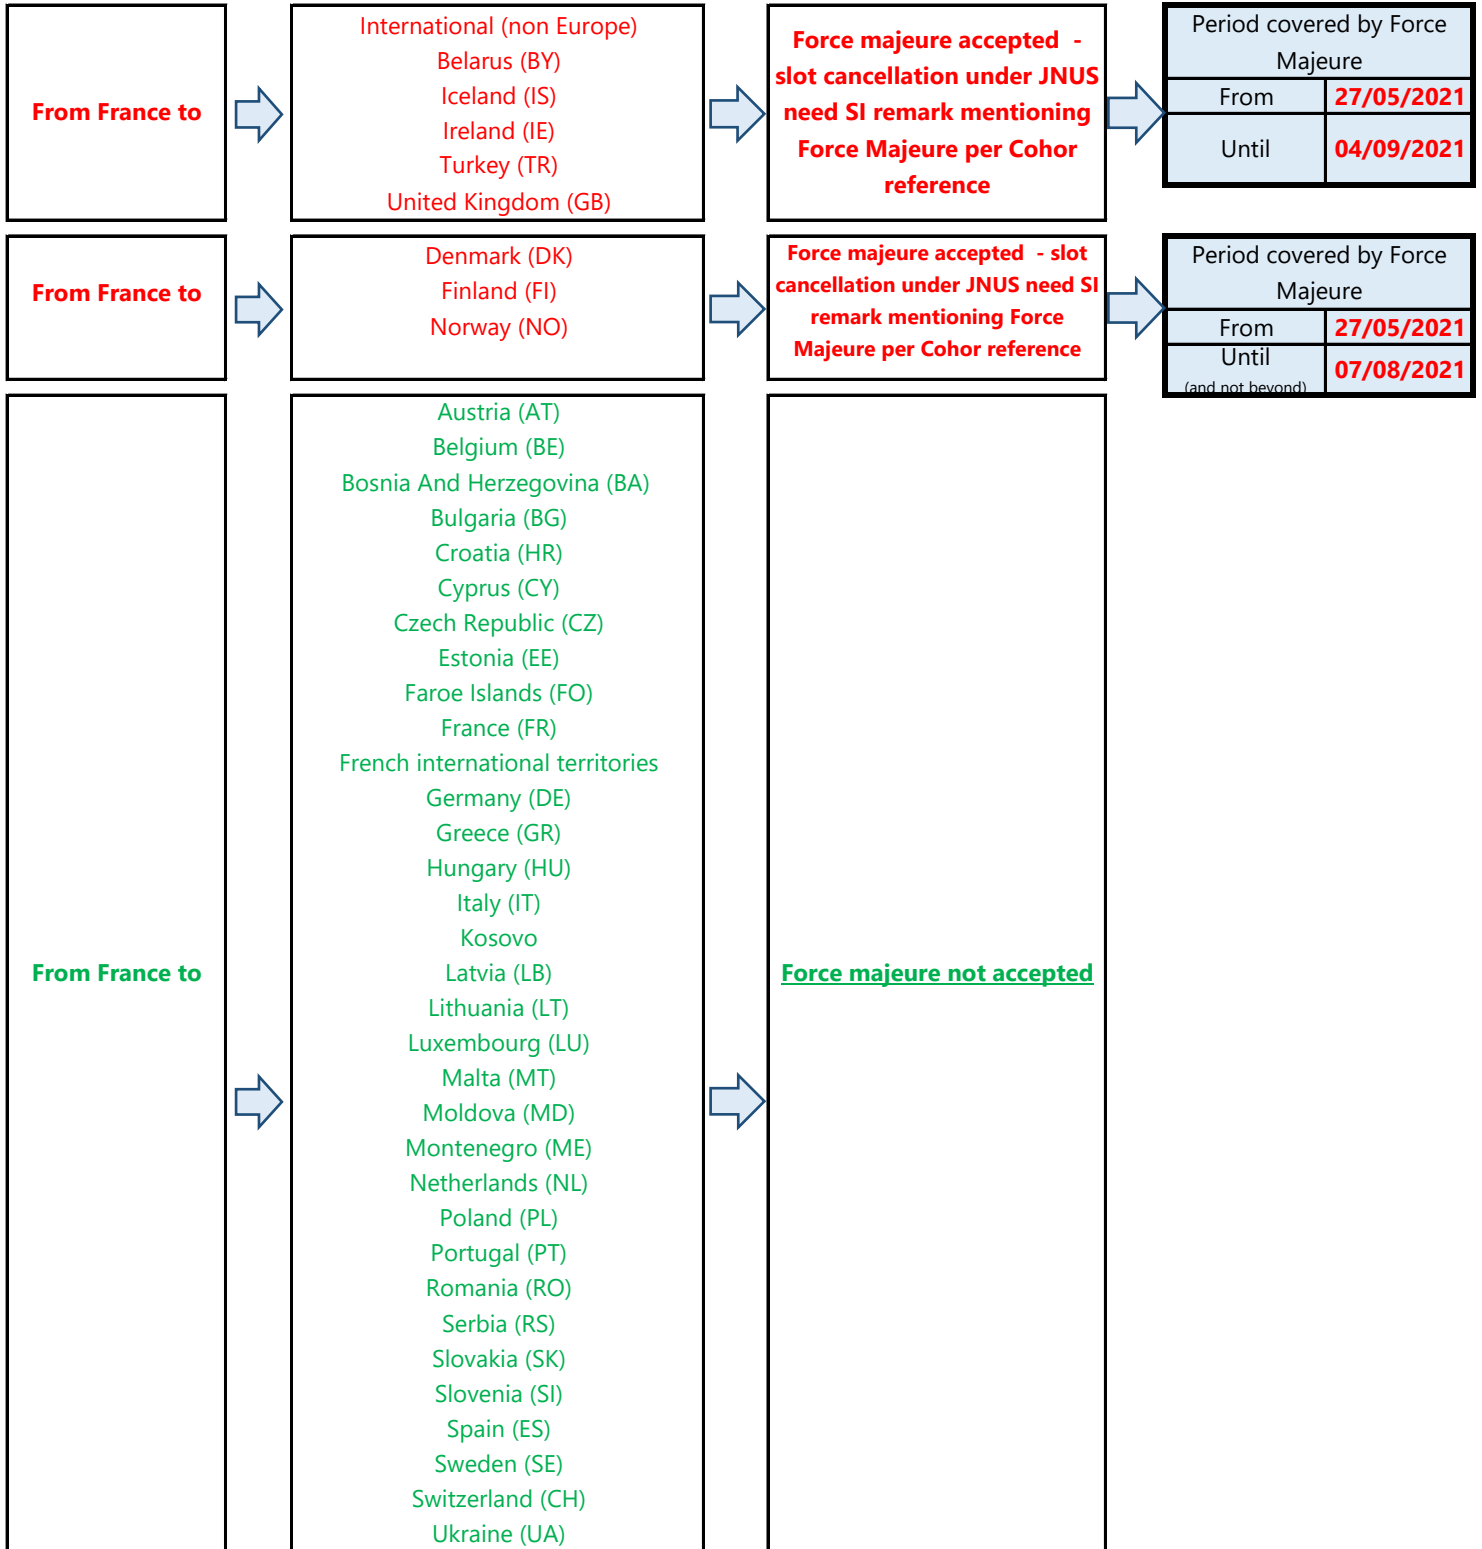 From France to
International (non Europe)
Belarus (BY)
Iceland (IS)
Ireland (IE)
Turkey (TR)
United Kingdom (GB)
Force majeure accepted -
slot cancellation under JNUS
need SI remark mentioning
Force Majeure per Cohor
reference
Period covered by Force
Majeure
From 27/05/2021
Until 04/09/2021
From France to
Denmark (DK)
Finland (FI)
Norway (NO)
Force majeure accepted - slot
cancellation under JNUS need SI
remark mentioning Force
Majeure per Cohor reference
Period covered by Force
Majeure
From 27/05/2021
Until
(and not beyond)
07/08/2021
From France to
Austria (AT)
Belgium (BE)
Bosnia And Herzegovina (BA)
Bulgaria (BG)
Croatia (HR)
Cyprus (CY)
Czech Republic (CZ)
Estonia (EE)
Faroe Islands (FO)
France (FR)
French international territories
Germany (DE)
Greece (GR)
Hungary (HU)
Italy (IT)
Kosovo
Latvia (LB)
Lithuania (LT)
Luxembourg (LU)
Malta (MT)
Moldova (MD)
Montenegro (ME)
Netherlands (NL)
Poland (PL)
Portugal (PT)
Romania (RO)
Serbia (RS)
Slovakia (SK)
Slovenia (SI)
Spain (ES)
Sweden (SE)
Switzerland (CH)
Ukraine (UA)
Force majeure not accepted